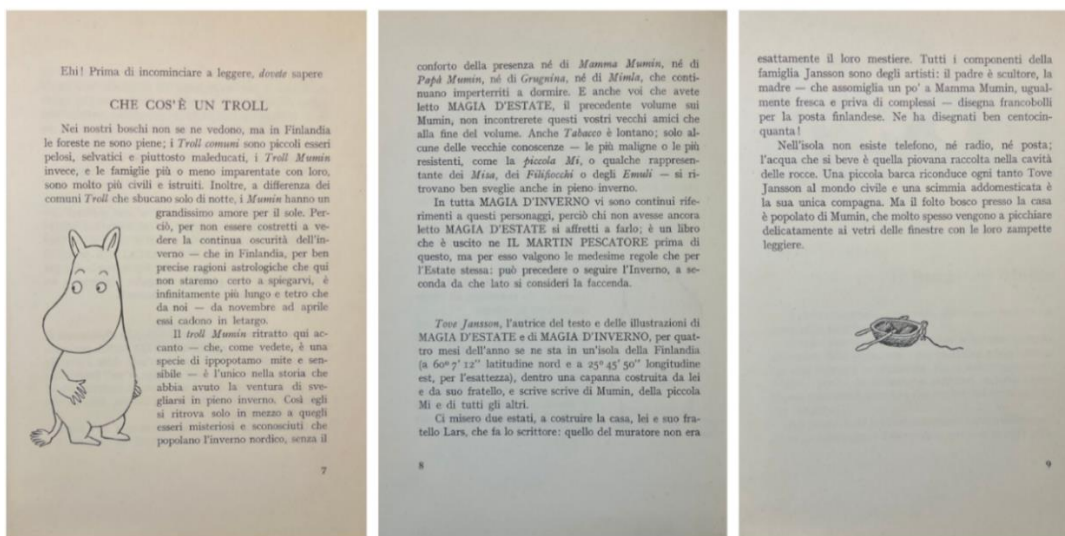 Ehi! Prima di incominciare a leggere, dovete sapere
CHE COS'È UN TROLL
Nei nostri boschi non se ne vedono, ma in Finlandia
le foreste ne sono piene; i Troll comuni sono piccoli esseri
pelosi, selvatici e piuttosto maleducati, i Troll Mumin
invece, e le famiglie più o meno imparentate con loro,
sono molto più civili e istruiti. Inoltre, a differenza dei
comuni Troll che sbucano solo di notte, i Mumin hanno un
grandissimo amore per il sole. Per-
ciò, per non essere costretti a ve-
dere la continua oscurità dell'in-
verno — che in Finlandia, per ben
precise ragioni astrologiche che qui
non staremo certo a spiegarvi, è
infinitamente più lungo e tetro che
da noi — da novembre ad aprile
essi cadono in letargo.
Il troll Mumin ritratto qui ac-
canto — che, come vedete, è una
specie di ippopotamo mite e sen-
sibile — è l'unico nella storia che
abbia avuto la ventura di sve-
gliarsi in pieno inverno. Così egli
si ritrova solo in mezzo a quegli
esseri misteriosi e sconosciuti che
popolano l'inverno nordico, senza il
7
conforto della presenza né di Mamma Mumin, né di
Papà Mumin, né di Grugnina, né di Mimla, che conti-
nuano imperterriti a dormire. E anche voi che avete
letto MAGIA D'ESTATE, il precedente volume sui
Mumin, non incontrerete questi vostri vecchi amici che
alla fine del volume. Anche Tabacco è lontano; solo al-
cune delle vecchie conoscenze — le più maligne o le più
resistenti, come la piccola Mi, o qualche rappresen-
tante dei Misa, dei Filifiocchi o degli Emuli — si ri-
trovano ben sveglie anche in pieno inverno.
In tutta MAGIA D'INVERNO vi sono continui rife-
rimenti a questi personaggi, perciò chi non avesse ancora
letto MAGIA D'ESTATE si affretti a farlo; è un libro
che è uscito ne IL MARTIN PESCATORE prima di
questo, ma per esso valgono le medesime regole che per
l'Estate stessa: può precedere o seguire l'Inverno, a se-
conda da che lato si consideri la faccenda.
Tove Jansson, l'autrice del testo e delle illustrazioni di
MAGIA D'ESTATE e di MAGIA D'INVERNO, per quat-
tro mesi dell'anno se ne sta in un'isola della Finlandia
(a 60° 7' 12" latitudine nord e a 25° 45' 50" longitudine
est, per l'esattezza), dentro una capanna costruita da lei
e da suo fratello, e scrive scrive di Mumin, della piccola
Mi e di tutti gli altri.
Ci misero due estati, a costruire la casa, lei e suo fra-
tello Lars, che fa lo scrittore: quello del muratore non era
8
esattamente il loro mestiere. Tutti i componenti della
famiglia Jansson sono degli artisti: il padre è scultore, la
madre — che assomiglia un po' a Mamma Mumin, ugual-
mente fresca e priva di complessi — disegna francobolli
per la posta finlandese. Ne ha disegnati ben centocin-
quanta!
Nell'isola non esiste telefono, né radio, né posta;
l'acqua che si beve è quella piovana raccolta nella cavità
delle rocce. Una piccola barca riconduce ogni tanto Tove
Jansson al mondo civile e una scimmia addomesticata è
la sua unica compagna. Ma il folto bosco presso la casa
è popolato di Mumin, che molto spesso vengono a picchiare
delicatamente ai vetri delle finestre con le loro zampette
leggiere.
9